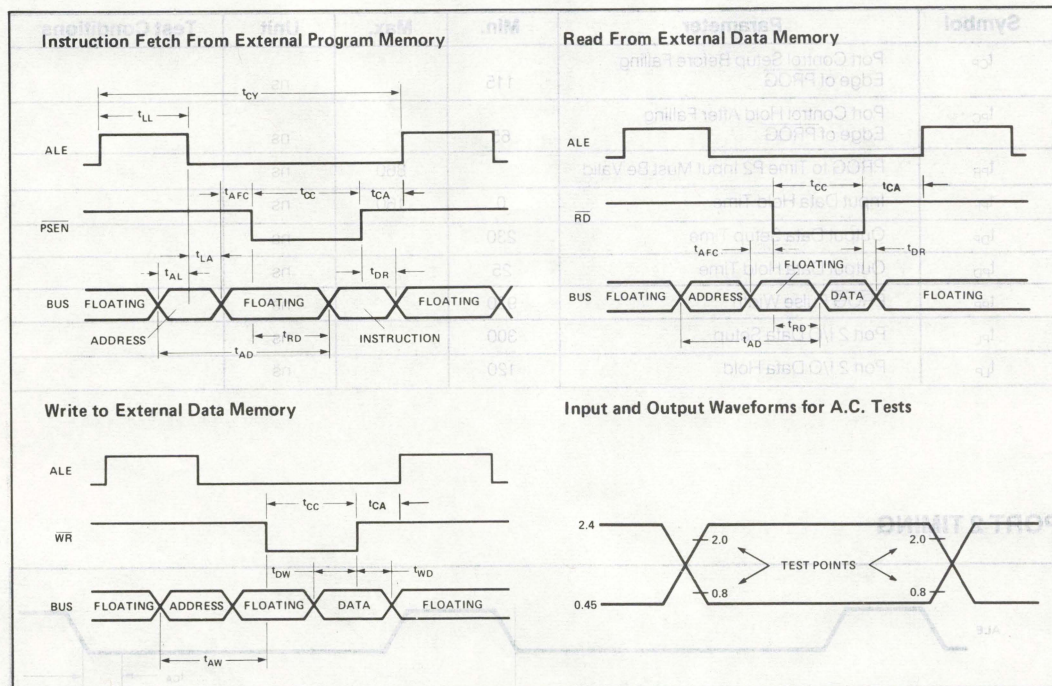 Instruction Fetch From External Program Memory
tCY
tLL
ALE
tAFC
tCC
tCA
PSEN
tLA
tAL
tDR
BUS
FLOATING
FLOATING
FLOATING
ADDRESS
tRD
INSTRUCTION
tAD
Read From External Data Memory
ALE
tCC
tCA
RD
tAFC
tDR
FLOATING
BUS
FLOATING
ADDRESS
DATA
FLOATING
tRD
tAD
Write to External Data Memory
ALE
tCC
tCA
WR
tDW
tWD
BUS
FLOATING
ADDRESS
FLOATING
DATA
FLOATING
tAW
Input and Output Waveforms for A.C. Tests
2.4
2.0
2.0
TEST POINTS
0.8
0.8
0.45